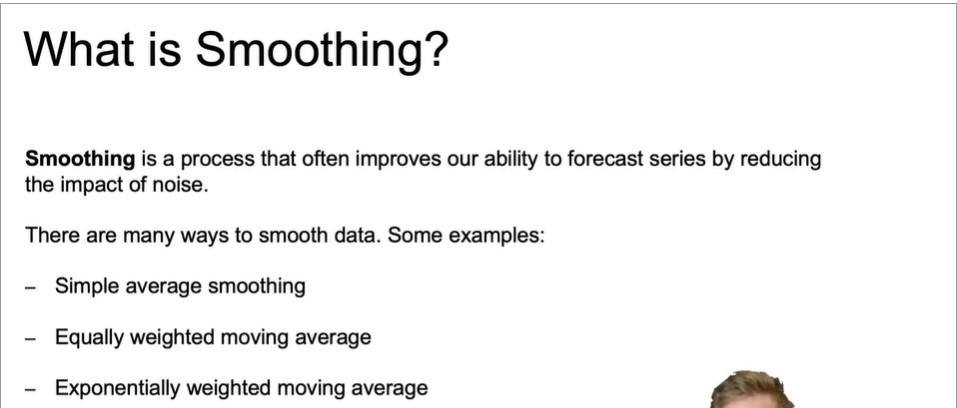 What is Smoothing?
Smoothing is a process that often improves our ability to forecast series by reducing
the impact of noise.
There are many ways to smooth data. Some examples:
– Simple average smoothing
– Equally weighted moving average
– Exponentially weighted moving average